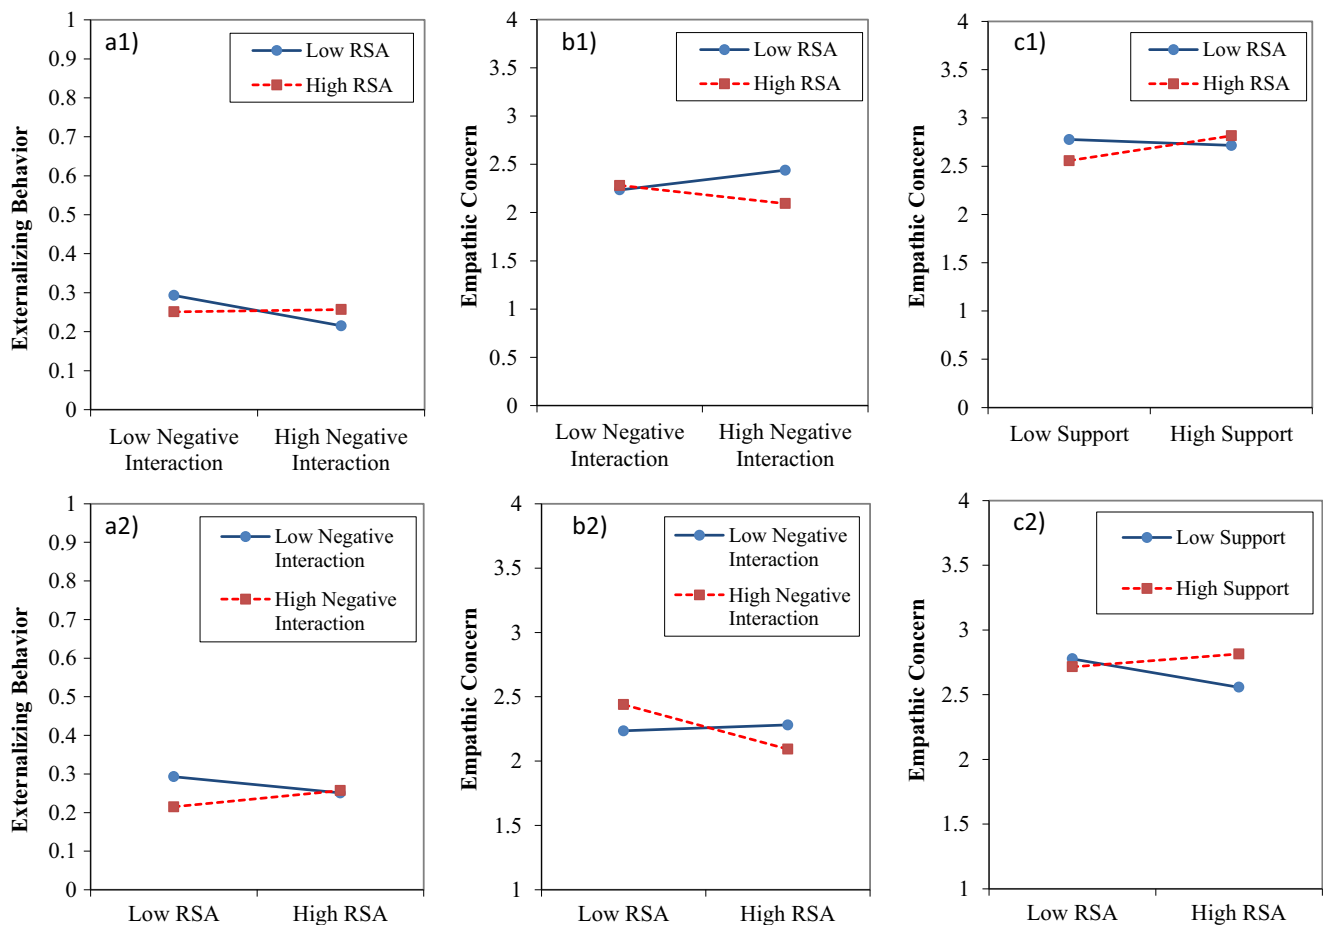 a1)
Low RSA
High RSA
Externalizing Behavior
1
0.9
0.8
0.7
0.6
0.5
0.4
0.3
0.2
0.1
0
Low Negative
Interaction
High Negative
Interaction
b1)
Low RSA
High RSA
Empathic Concern
4
3.5
3
2.5
2
1.5
1
0.5
0
Low Negative
Interaction
High Negative
Interaction
c1)
Low RSA
High RSA
Empathic Concern
4
3.5
3
2.5
2
1.5
1
0.5
0
Low Support
High Support
a2)
Low Negative
Interaction
High Negative
Interaction
Externalizing Behavior
1
0.9
0.8
0.7
0.6
0.5
0.4
0.3
0.2
0.1
0
Low RSA
High RSA
b2)
Low Negative
Interaction
High Negative
Interaction
Empathic Concern
4
3.5
3
2.5
2
1.5
1
Low RSA
High RSA
c2)
Low Support
High Support
Empathic Concern
4
3.5
3
2.5
2
1.5
1
Low RSA
High RSA